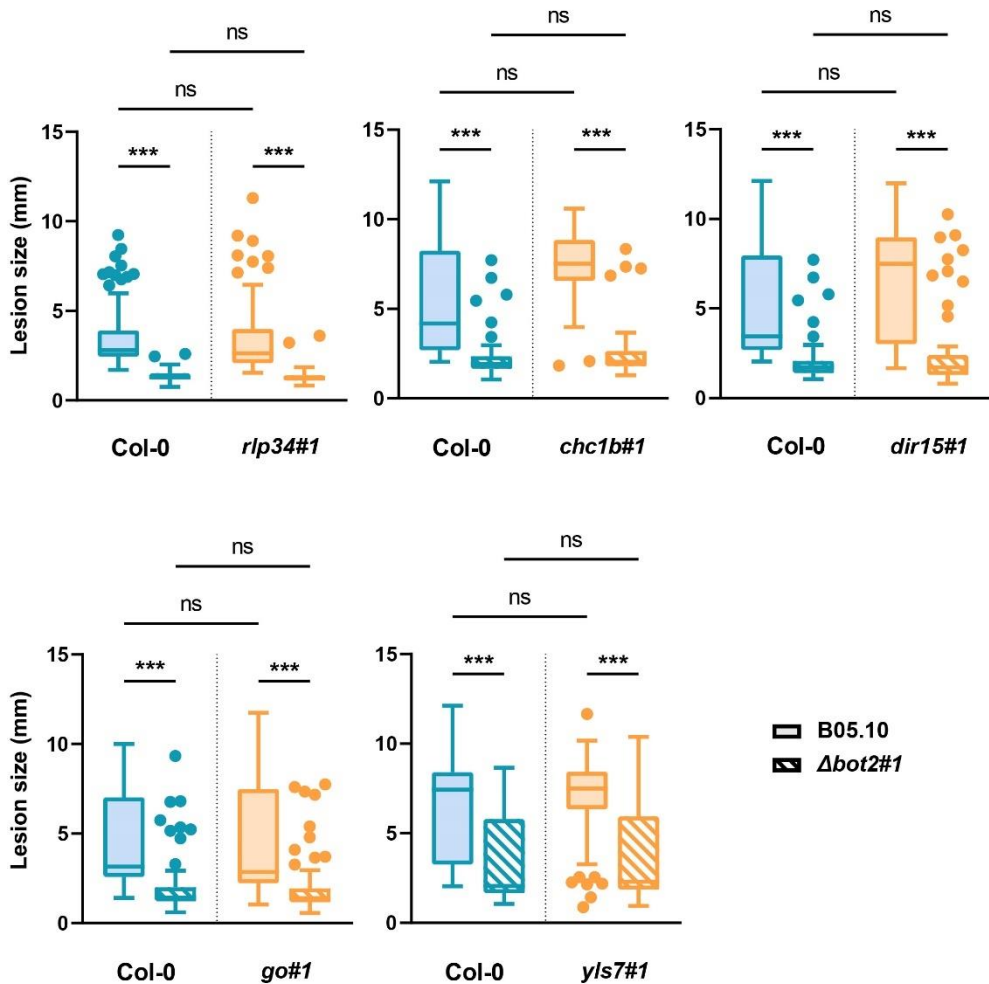 ns
ns
*** ***
15
10
5
0
Lesion size (mm)
Col-0 rlp34#1
ns
ns
*** ***
15
10
5
0
Col-0 chc1b#1
ns
ns
*** ***
15
10
5
0
Col-0 dir15#1
ns
ns
*** ***
15
10
5
0
Lesion size (mm)
Col-0 go#1
ns
ns
*** ***
15
10
5
0
Col-0 yls7#1
B05.10
Δbot2#1